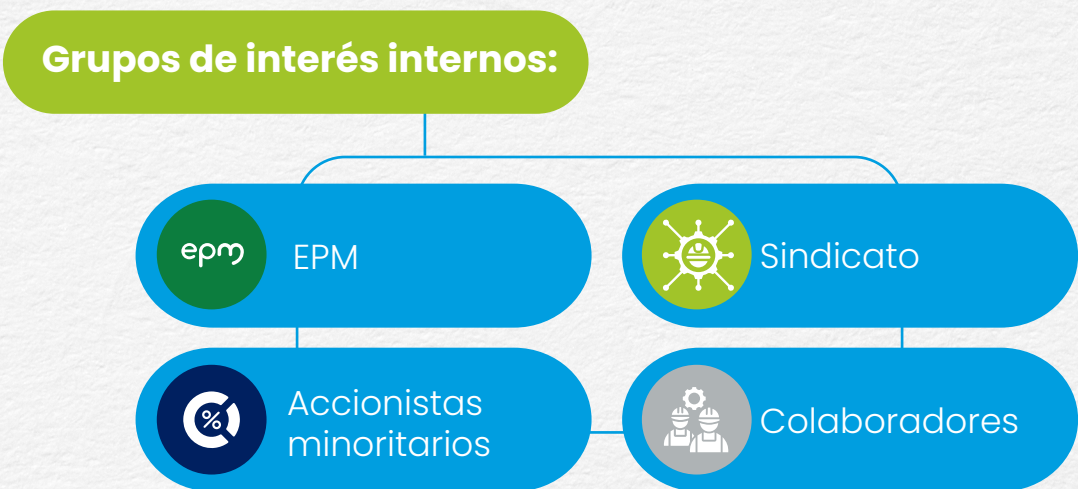 Grupos de interés internos:
epm
EPM
Sindicato
%
Accionistas
minoritarios
Colaboradores